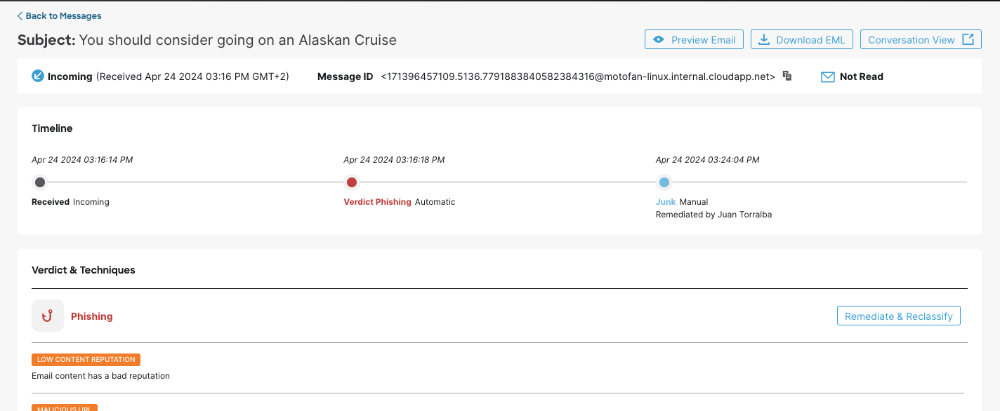 Back to Messages
Subject: You should consider going on an Alaskan Cruise
Preview Email
Download EML
Conversation View
Incoming (Received Apr 24 2024 03:16 PM GMT+2)
Message ID <171396457109.5136.7791883840582384316@motofan-linux.internal.cloudapp.net>
Not Read
Timeline
Apr 24 2024 03:16:14 PM
Apr 24 2024 03:16:18 PM
Apr 24 2024 03:24:04 PM
Received Incoming
Verdict Phishing Automatic
Junk Manual
Remediated by Juan Torralba
Verdict & Techniques
Phishing
Remediate & Reclassify
LOW CONTENT REPUTATION
Email content has a bad reputation
MALICIOUS URL